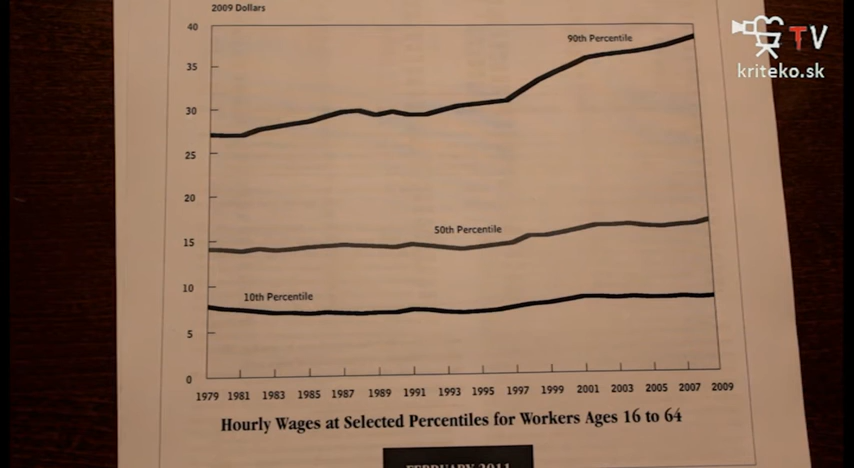 2009 Dollars
TV
kriteko.sk
40
90th Percentile
35
30
25
20
50th Percentile
15
10th Percentile
10
5
0
1979 1981 1983 1985 1987 1989 1991 1993 1995 1997 1999 2001 2003 2005 2007 2009
Hourly Wages at Selected Percentiles for Workers Ages 16 to 64
FEBRUARY 2011